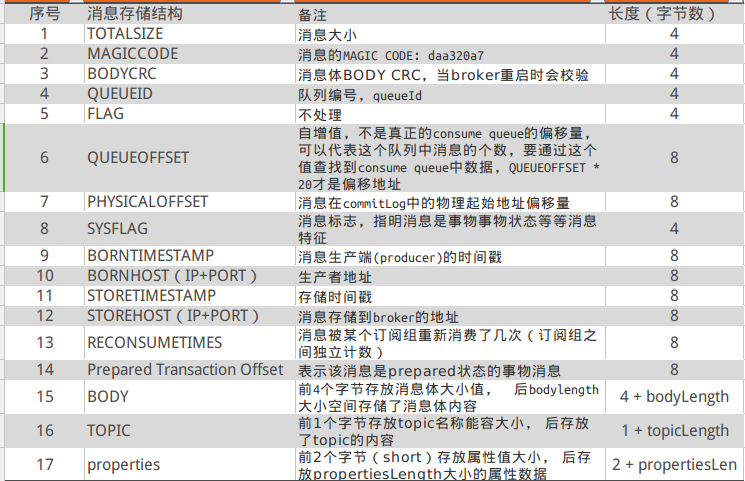 序号 消息存储结构 备注 长度（字节数）
1 TOTALSIZE 消息大小 4
2 MAGICCODE 消息的MAGIC CODE: daa320a7 4
3 BODYCRC 消息体BODY CRC，当broker重启时会校验 4
4 QUEUEID 队列编号，queueId 4
5 FLAG 不处理 4
6 QUEUEOFFSET 自增值，不是真正的consume queue的偏移量，
可以代表这个队列中消息的个数，要通过这个
值查找到consume queue中数据，QUEUEOFFSET *
20才是偏移地址 8
7 PHYSICALOFFSET 消息在commitLog中的物理起始地址偏移量 8
8 SYSFLAG 消息标志，指明消息是事物事物状态等等消息
特征 4
9 BORNTIMESTAMP 消息生产端(producer)的时间戳 8
10 BORNHOST（IP+PORT） 生产者地址 8
11 STORETIMESTAMP 存储时间戳 8
12 STOREHOST（IP+PORT） 消息存储到broker的地址 8
13 RECONSUMETIMES 消息被某个订阅组重新消费了几次（订阅组之
间独立计数） 8
14 Prepared Transaction Offset 表示该消息是prepared状态的事物消息 8
15 BODY 前4个字节存放消息体大小值， 后bodylength
大小空间存储了消息体内容 4 + bodyLength
16 TOPIC 前1个字节存放topic名称能容大小， 后存放
了topic的内容 1 + topicLength
17 properties 前2个字节（short）存放属性值大小， 后存
放propertiesLength大小的属性数据 2 + propertiesLen